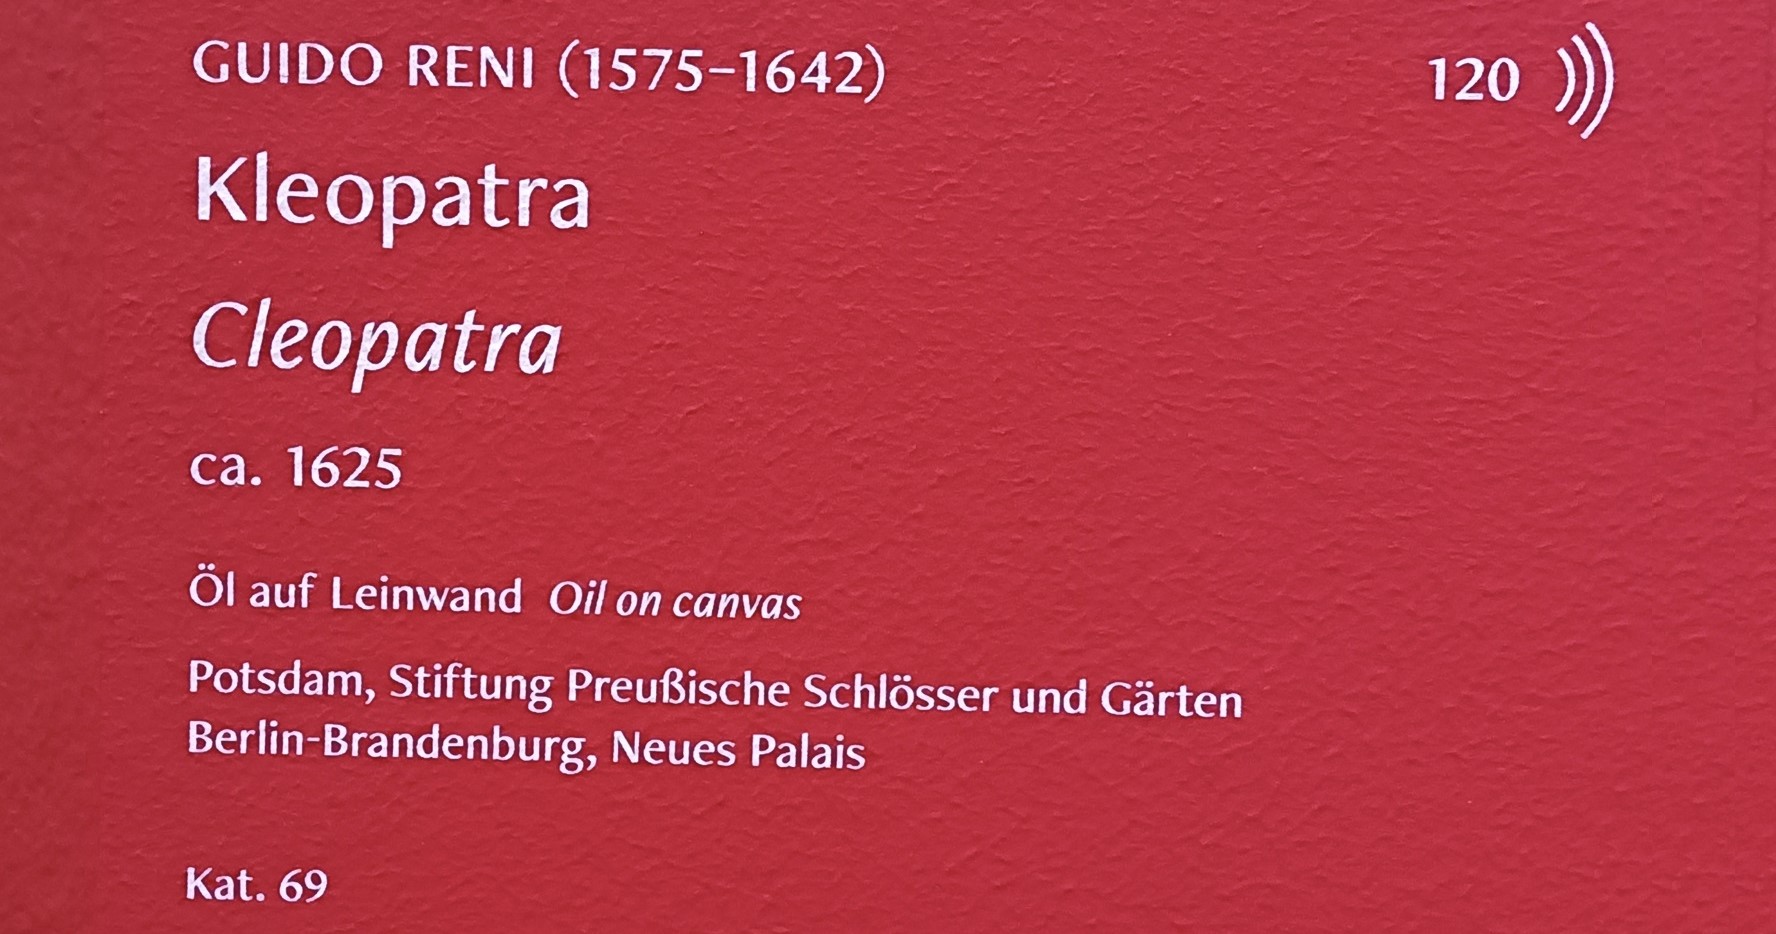 GUIDO RENI (1575–1642) 120
Kleopatra
Cleopatra
ca. 1625
Öl auf Leinwand Oil on canvas
Potsdam, Stiftung Preußische Schlösser und Gärten
Berlin-Brandenburg, Neues Palais
Kat. 69